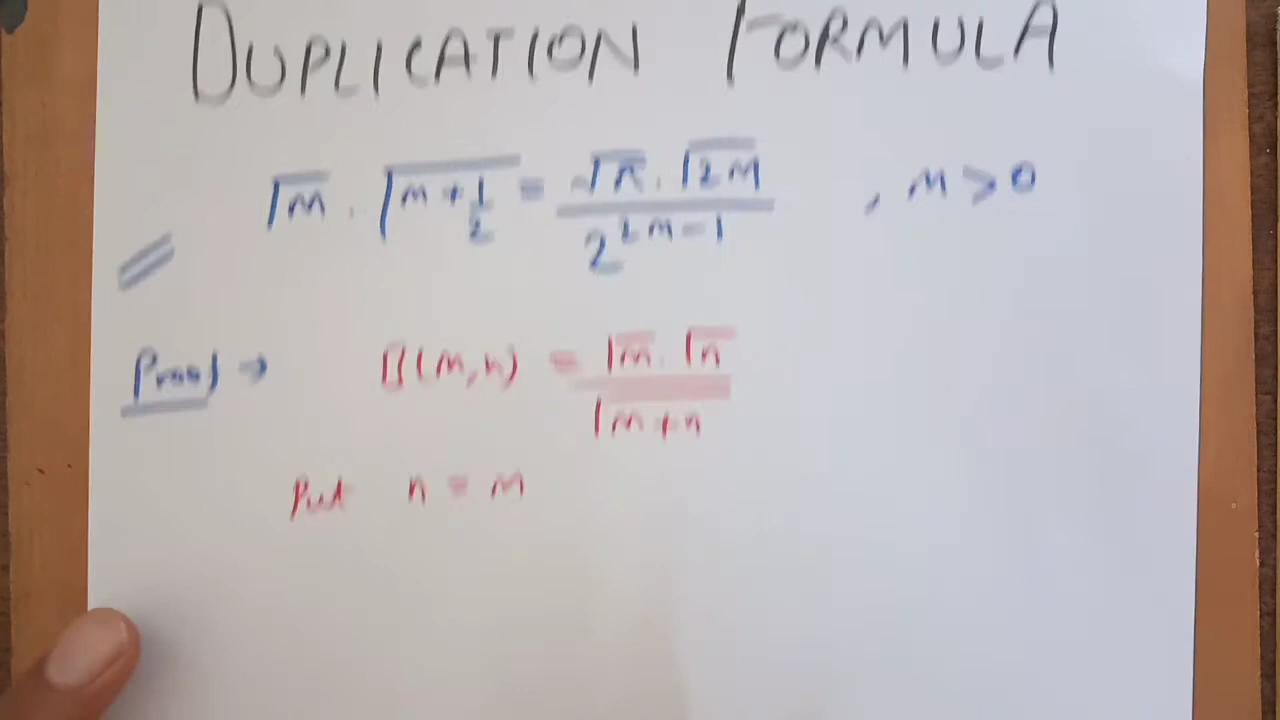 DUPLICATION FORMULA
Γm . Γm + 1/2 = √π . Γ2m / 2^2m-1 , m > 0
Proof → β(m, n) = Γm . Γn / Γm+n
Put n = m